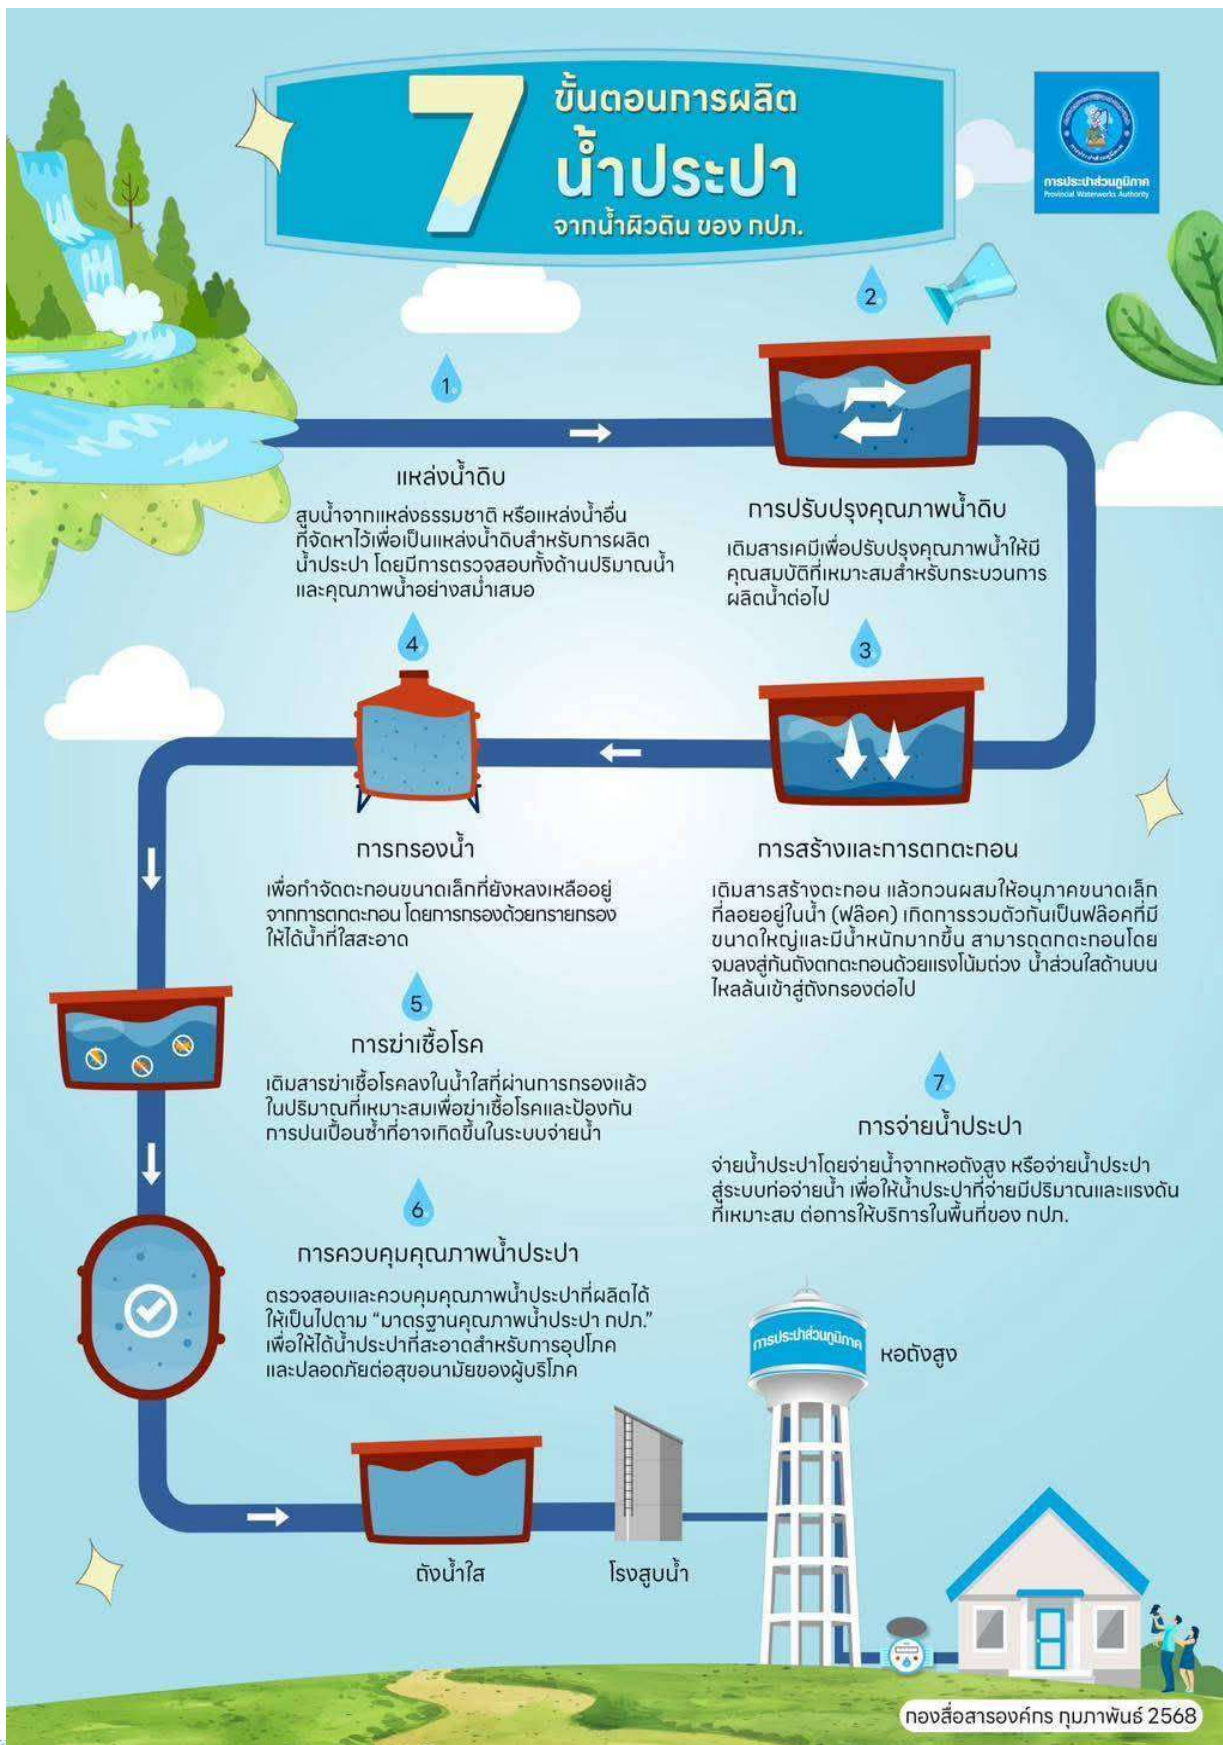 7
ขั้นตอนการผลิต
น้ำประปา
จากน้ำผิวดิน ของ กปภ.
การประปาส่วนภูมิภาค
Provincial Waterworks Authority
1.
แหล่งน้ำดิบ
สูบน้ำจากแหล่งธรรมชาติ หรือแหล่งน้ำอื่น
ที่จัดหาไว้เพื่อเป็นแหล่งน้ำดิบสำหรับการผลิต
น้ำประปา โดยมีการตรวจสอบทั้งด้านปริมาณน้ำ
และคุณภาพน้ำอย่างสม่ำเสมอ
2.
การปรับปรุงคุณภาพน้ำดิบ
เติมสารเคมีเพื่อปรับปรุงคุณภาพน้ำให้มี
คุณสมบัติที่เหมาะสมสำหรับกระบวนการ
ผลิตน้ำต่อไป
3.
การสร้างและการตกตะกอน
เติมสารสร้างตะกอน แล้วกวนผสมให้อนุภาคขนาดเล็ก
ที่ลอยอยู่ในน้ำ (ฟล๊อค) เกิดการรวมตัวกันเป็นฟล๊อคที่มี
ขนาดใหญ่และมีน้ำหนักมากขึ้น สามารถตกตะกอนโดย
จมลงสู่ก้นถังตกตะกอนด้วยแรงโน้มถ่วง น้ำส่วนใสด้านบน
ไหลล้นเข้าสู่ถังกรองต่อไป
4.
การกรองน้ำ
เพื่อกำจัดตะกอนขนาดเล็กที่ยังหลงเหลืออยู่
จากการตกตะกอน โดยการกรองด้วยทรายกรอง
ให้ได้น้ำที่ใสสะอาด
5.
การฆ่าเชื้อโรค
เติมสารฆ่าเชื้อโรคลงในน้ำใสที่ผ่านการกรองแล้ว
ในปริมาณที่เหมาะสมเพื่อฆ่าเชื้อโรคและป้องกัน
การปนเปื้อนซ้ำที่อาจเกิดขึ้นในระบบจ่ายน้ำ
6.
การควบคุมคุณภาพน้ำประปา
ตรวจสอบและควบคุมคุณภาพน้ำประปาที่ผลิตได้
ให้เป็นไปตาม “มาตรฐานคุณภาพน้ำประปา กปภ.”
เพื่อให้ได้น้ำประปาที่สะอาดสำหรับการอุปโภค
และปลอดภัยต่อสุขอนามัยของผู้บริโภค
7.
การจ่ายน้ำประปา
จ่ายน้ำประปาโดยจ่ายน้ำจากหอถังสูง หรือจ่ายน้ำประปา
สู่ระบบท่อจ่ายน้ำ เพื่อให้น้ำประปาที่จ่ายมีปริมาณและแรงดัน
ที่เหมาะสม ต่อการให้บริการในพื้นที่ของ กปภ.
การประปาส่วนภูมิภาค
หอถังสูง
ถังน้ำใส
โรงสูบน้ำ
กองสื่อสารองค์กร กุมภาพันธ์ 2568